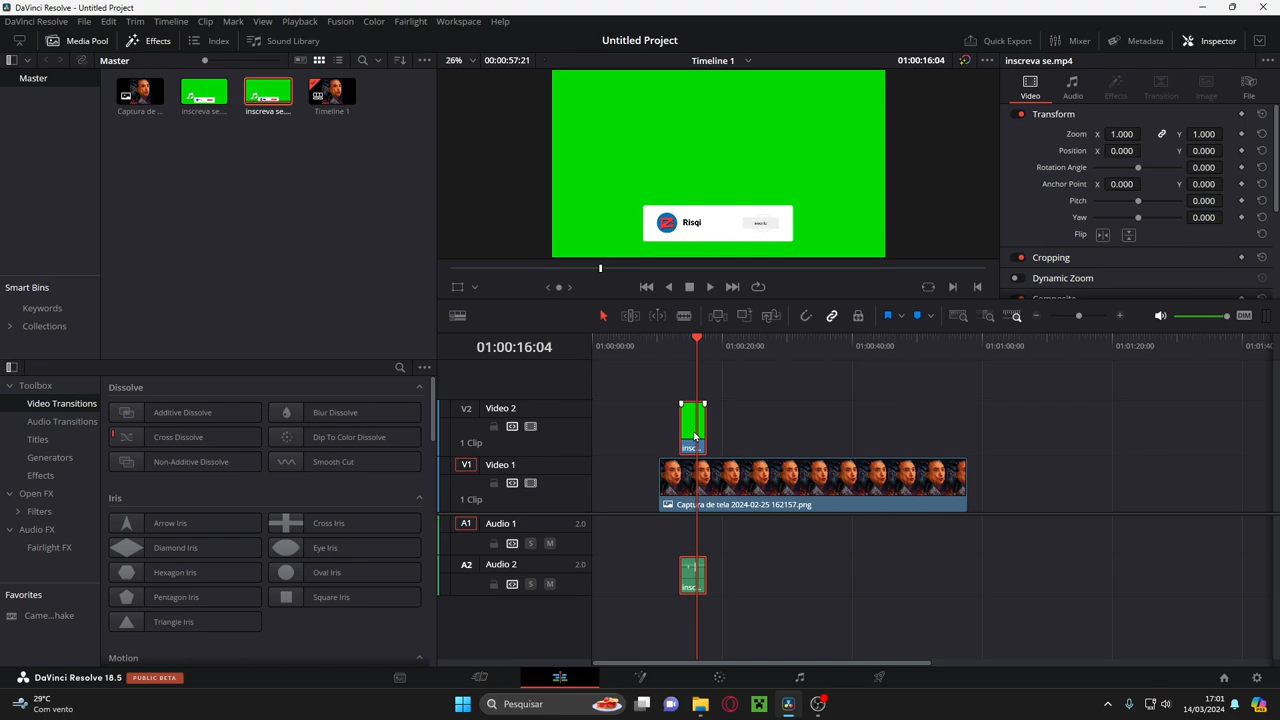 DaVinci Resolve - Untitled Project
DaVinci Resolve File Edit Trim Timeline Clip Mark View Playback Fusion Color Fairlight Workspace Help
Media Pool Effects Index Sound Library Untitled Project Quick Export Mixer Metadata Inspector
Master 26% 00:00:57:21 Timeline 1 01:00:16:04 inscreva se.mp4
Master
Captura de ... inscreva se.... inscreva se.... Timeline 1
Video Audio Effects Transition Image File
Transform
Zoom X 1.000 Y 1.000
Position X 0.000 Y 0.000
Rotation Angle 0.000
Anchor Point X 0.000 Y 0.000
Pitch 0.000
Yaw 0.000
Flip
Cropping
Dynamic Zoom
Composite
Risqi
Smart Bins
Keywords
Collections
DIM
01:00:16:04
01:00:00:00 01:00:20:00 01:00:40:00 01:01:00:00 01:01:20:00 01:01:4
Toolbox
Video Transitions
Audio Transitions
Titles
Generators
Effects
Open FX
Filters
Audio FX
Fairlight FX
Favorites
Came...hake
Dissolve
Additive Dissolve Blur Dissolve
Cross Dissolve Dip To Color Dissolve
Non-Additive Dissolve Smooth Cut
Iris
Arrow Iris Cross Iris
Diamond Iris Eye Iris
Hexagon Iris Oval Iris
Pentagon Iris Square Iris
Triangle Iris
Motion
V2 Video 2
1 Clip
insc...
V1 Video 1
1 Clip
Captura de tela 2024-02-25 162157.png
A1 Audio 1 2.0
S M
A2 Audio 2 2.0
S M
insc...
DaVinci Resolve 18.5 PUBLIC BETA
29°C
Com vento
Pesquisar
17:01
14/03/2024